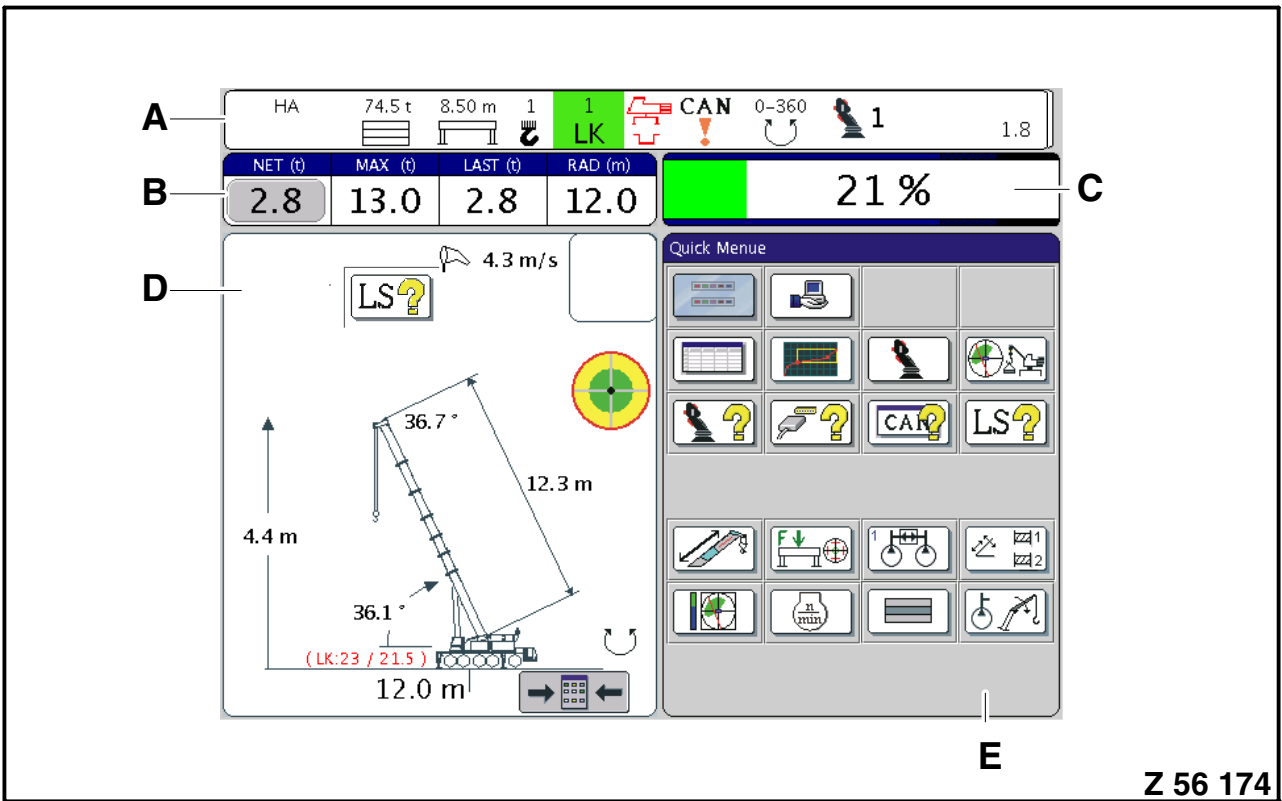 HA 74.5 t 8.50 m 1 1 LK CAN 0-360 1 1.8
A
NET (t) MAX (t) LAST (t) RAD (m)
B 2.8 13.0 2.8 12.0 21 % C
4.3 m/s
Quick Menue
D
LS?
36.7 °
? ? CAN? LS?
12.3 m
4.4 m
F 1 1
2
36.1 °
n
min
(LK:23 / 21.5)
12.0 m
E
Z 56 174